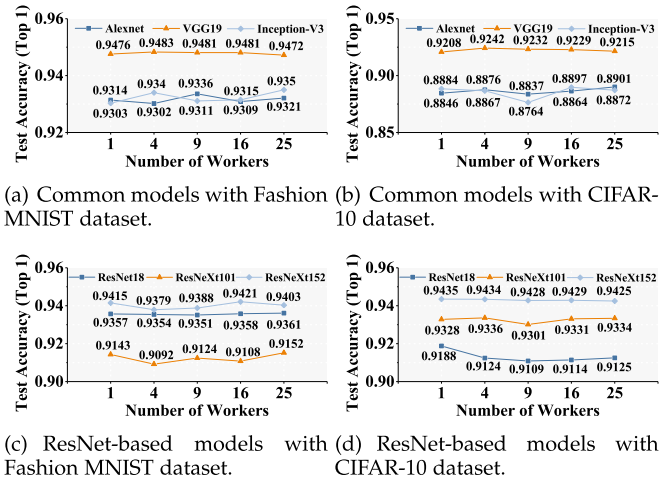 Test Accuracy (Top 1)
0.96
0.94
0.92
Alexnet VGG19 Inception-V3
0.9476 0.9483 0.9481 0.9481 0.9472
0.9314 0.934 0.9336 0.9315 0.935
0.9303 0.9302 0.9311 0.9309 0.9321
1 4 9 16 25
Number of Workers
(a) Common models with Fashion
MNIST dataset.
Test Accuracy (Top 1)
0.95
0.90
0.85
Alexnet VGG19 Inception-V3
0.9208 0.9242 0.9232 0.9229 0.9215
0.8884 0.8876 0.8837 0.8897 0.8901
0.8846 0.8867 0.8764 0.8864 0.8872
1 4 9 16 25
Number of Workers
(b) Common models with CIFAR-
10 dataset.
Test Accuracy (Top 1)
0.96
0.94
0.92
0.90
ResNet18 ResNeXt101 ResNeXt152
0.9415 0.9379 0.9388 0.9421 0.9403
0.9357 0.9354 0.9351 0.9358 0.9361
0.9143 0.9092 0.9124 0.9108 0.9152
1 4 9 16 25
Number of Workers
(c) ResNet-based models with
Fashion MNIST dataset.
Test Accuracy (Top 1)
0.96
0.94
0.92
0.90
ResNet18 ResNeXt101 ResNeXt152
0.9435 0.9434 0.9428 0.9429 0.9425
0.9328 0.9336 0.9301 0.9331 0.9334
0.9188 0.9124 0.9109 0.9114 0.9125
1 4 9 16 25
Number of Workers
(d) ResNet-based models with
CIFAR-10 dataset.